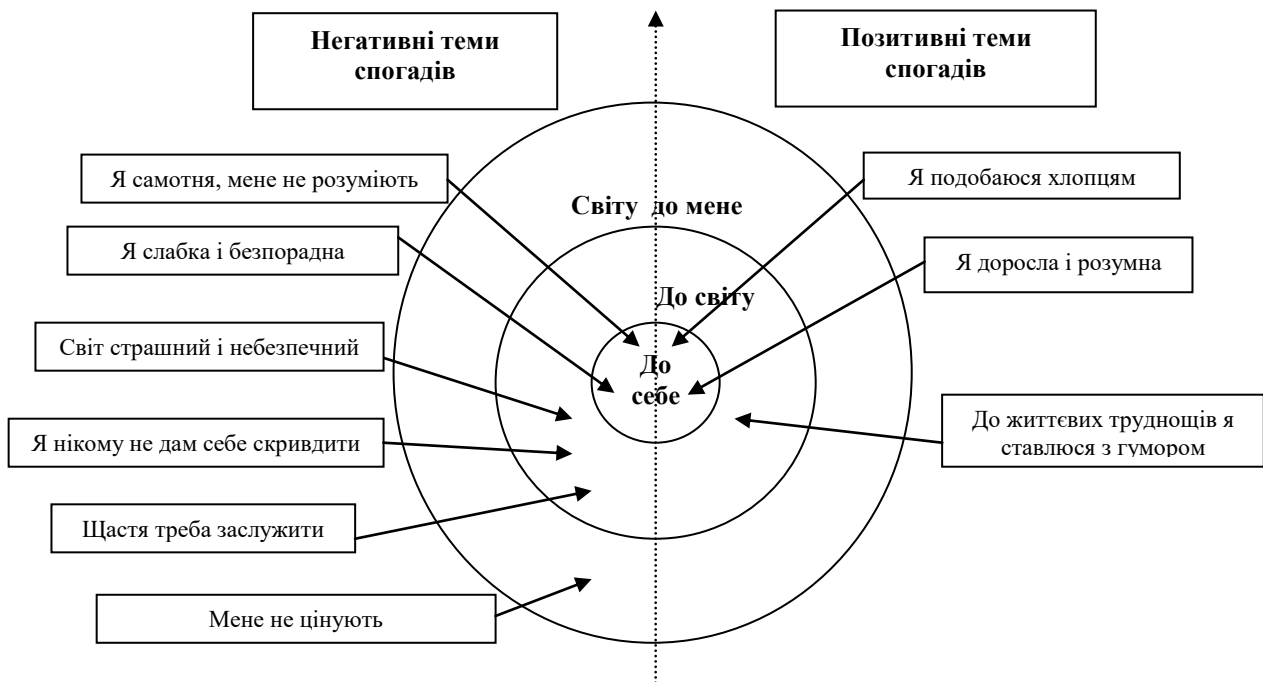 Негативні теми
спогадів
Позитивні теми
спогадів
Я самотня, мене не розуміють
Я подобаюся хлопцям
Світу до мене
Я слабка і безпорадна
Я доросла і розумна
До світу
Світ страшний і небезпечний
До
себе
Я нікому не дам себе скривдити
До життєвих труднощів я
ставлюся з гумором
Щастя треба заслужити
Мене не цінують